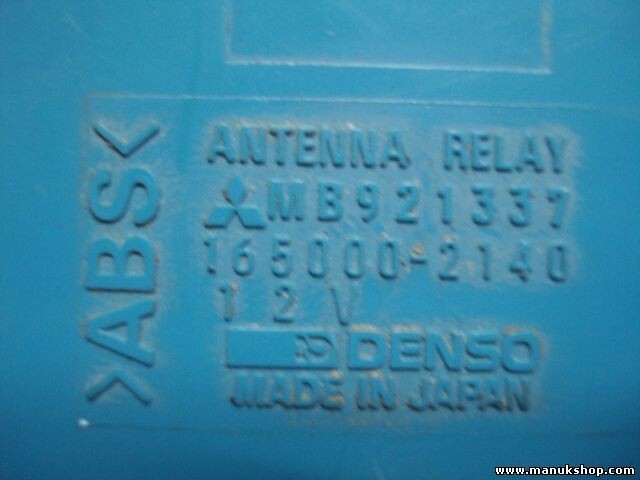 ANTENNA RELAY
MB921337
165000-2140
12V
DENSO
MADE IN JAPAN
>ABS<
www.manukshop.com